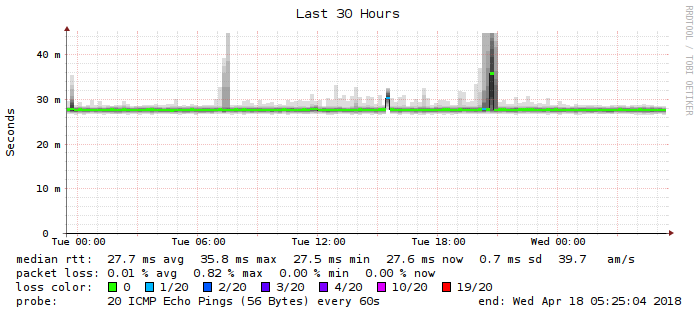 Last 30 Hours
RRDTOOL / TOBI OETIKER
Seconds
40 m
30 m
20 m
10 m
0
Tue 00:00 Tue 06:00 Tue 12:00 Tue 18:00 Wed 00:00
median rtt: 27.7 ms avg 35.8 ms max 27.5 ms min 27.6 ms now 0.7 ms sd 39.7 am/s
packet loss: 0.01 % avg 0.82 % max 0.00 % min 0.00 % now
loss color: 0 1/20 2/20 3/20 4/20 10/20 19/20
probe: 20 ICMP Echo Pings (56 Bytes) every 60s end: Wed Apr 18 05:25:04 2018